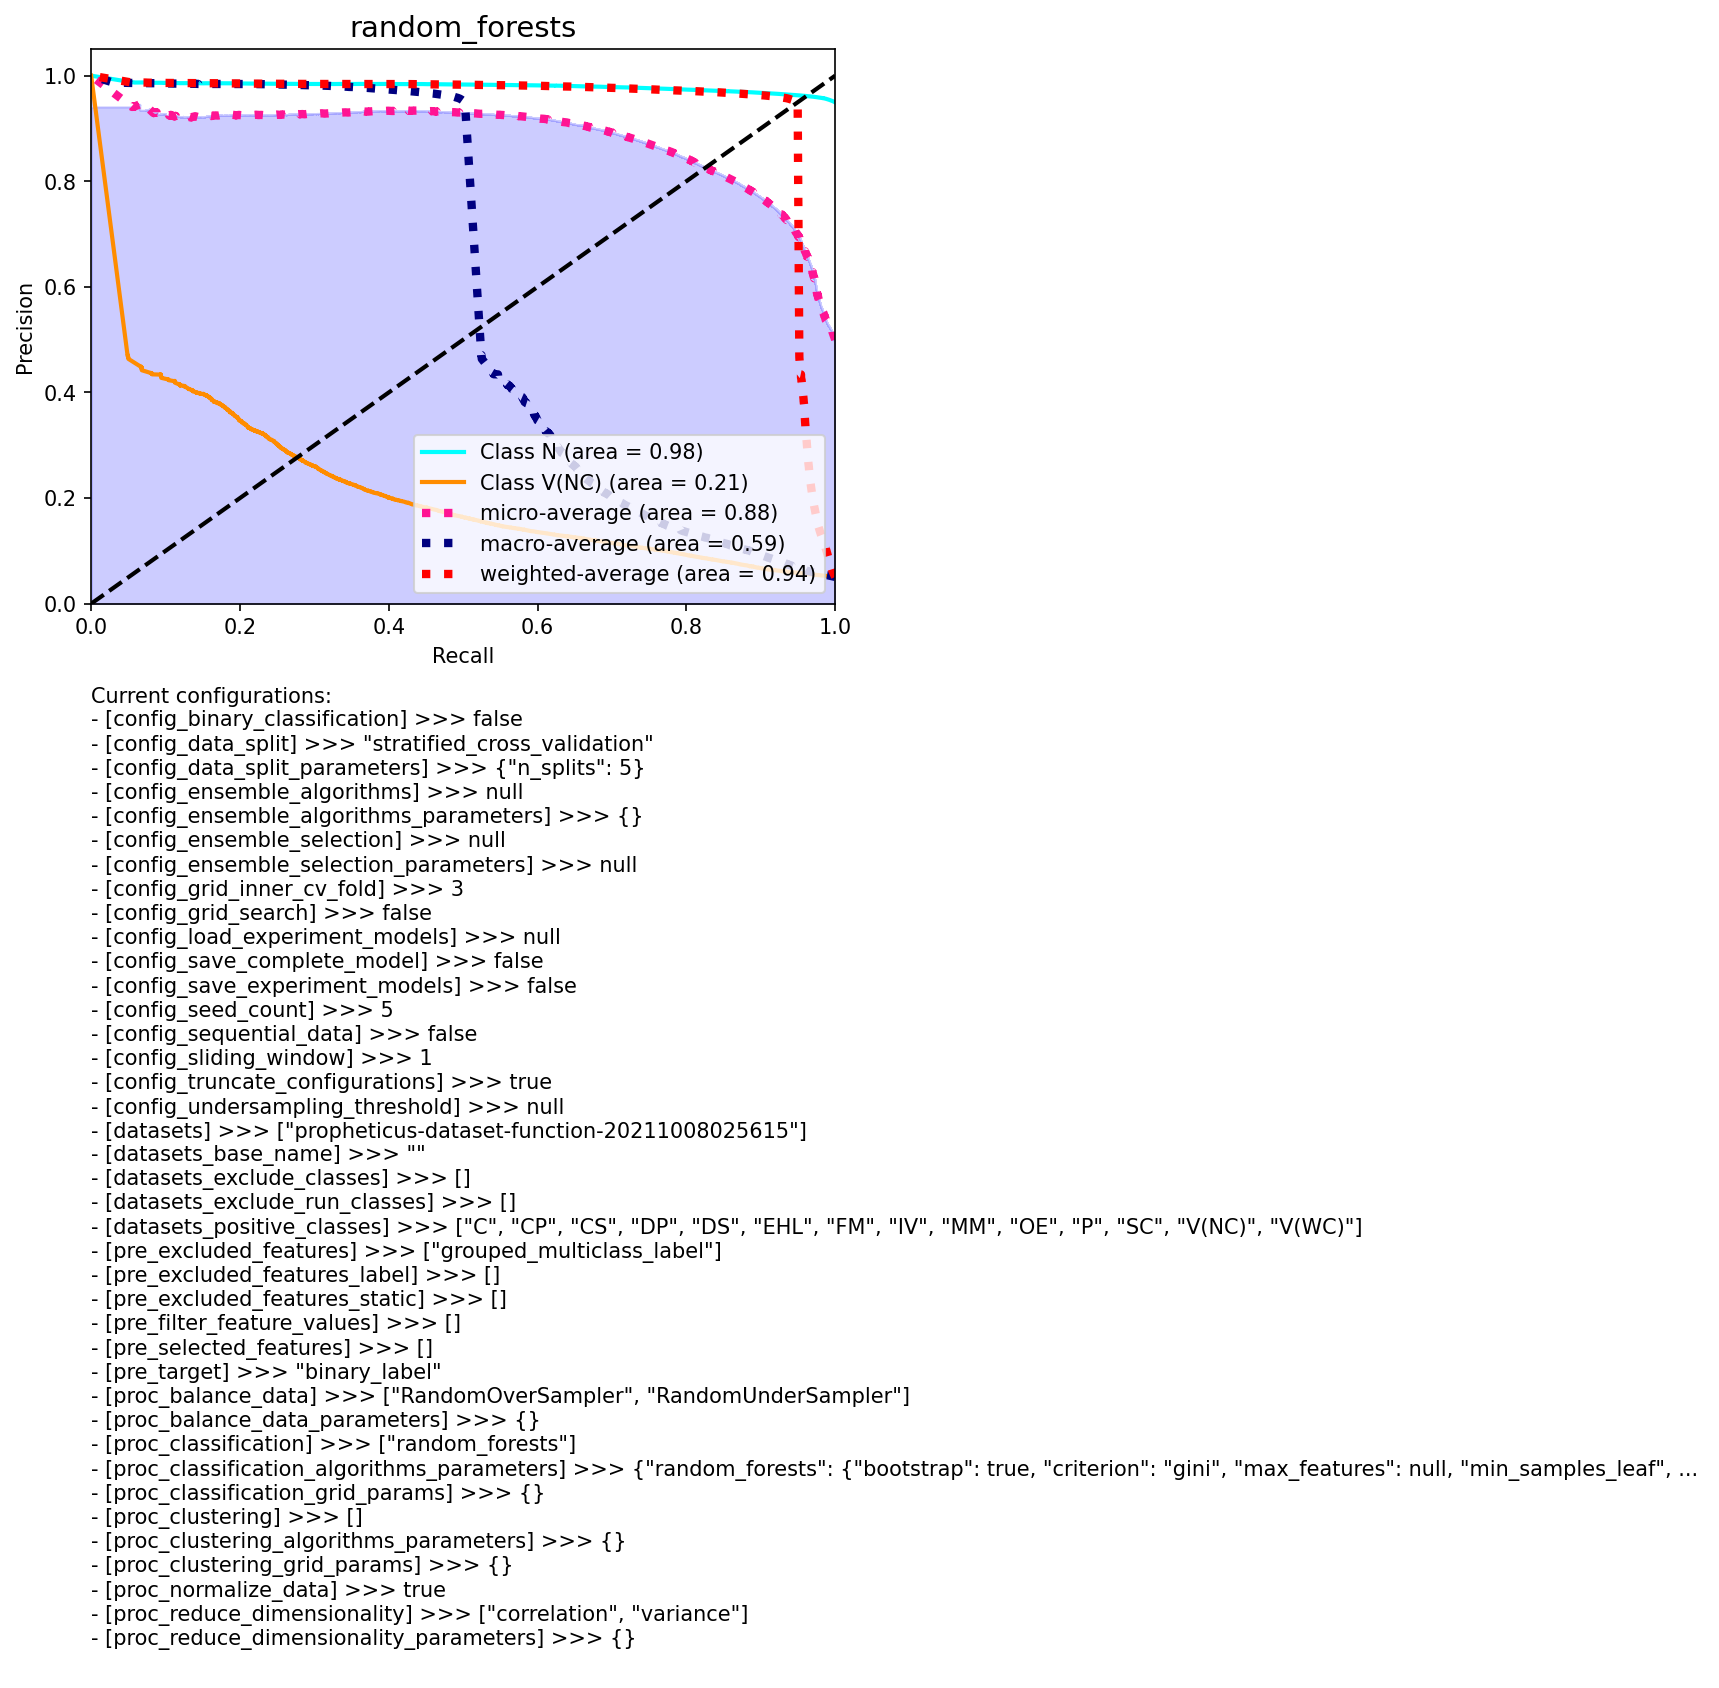 random_forests
1.0
0.8
0.6
0.4
0.2
0.0
Precision
Class N (area = 0.98)
Class V(NC) (area = 0.21)
micro-average (area = 0.88)
macro-average (area = 0.59)
weighted-average (area = 0.94)
0.0 0.2 0.4 0.6 0.8 1.0
Recall
Current configurations:
- [config_binary_classification] >>> false
- [config_data_split] >>> "stratified_cross_validation"
- [config_data_split_parameters] >>> {"n_splits": 5}
- [config_ensemble_algorithms] >>> null
- [config_ensemble_algorithms_parameters] >>> {}
- [config_ensemble_selection] >>> null
- [config_ensemble_selection_parameters] >>> null
- [config_grid_inner_cv_fold] >>> 3
- [config_grid_search] >>> false
- [config_load_experiment_models] >>> null
- [config_save_complete_model] >>> false
- [config_save_experiment_models] >>> false
- [config_seed_count] >>> 5
- [config_sequential_data] >>> false
- [config_sliding_window] >>> 1
- [config_truncate_configurations] >>> true
- [config_undersampling_threshold] >>> null
- [datasets] >>> ["propheticus-dataset-function-20211008025615"]
- [datasets_base_name] >>> ""
- [datasets_exclude_classes] >>> []
- [datasets_exclude_run_classes] >>> []
- [datasets_positive_classes] >>> ["C", "CP", "CS", "DP", "DS", "EHL", "FM", "IV", "MM", "OE", "P", "SC", "V(NC)", "V(WC)"]
- [pre_excluded_features] >>> ["grouped_multiclass_label"]
- [pre_excluded_features_label] >>> []
- [pre_excluded_features_static] >>> []
- [pre_filter_feature_values] >>> []
- [pre_selected_features] >>> []
- [pre_target] >>> "binary_label"
- [proc_balance_data] >>> ["RandomOverSampler", "RandomUnderSampler"]
- [proc_balance_data_parameters] >>> {}
- [proc_classification] >>> ["random_forests"]
- [proc_classification_algorithms_parameters] >>> {"random_forests": {"bootstrap": true, "criterion": "gini", "max_features": null, "min_samples_leaf", ...
- [proc_classification_grid_params] >>> {}
- [proc_clustering] >>> []
- [proc_clustering_algorithms_parameters] >>> {}
- [proc_clustering_grid_params] >>> {}
- [proc_normalize_data] >>> true
- [proc_reduce_dimensionality] >>> ["correlation", "variance"]
- [proc_reduce_dimensionality_parameters] >>> {}